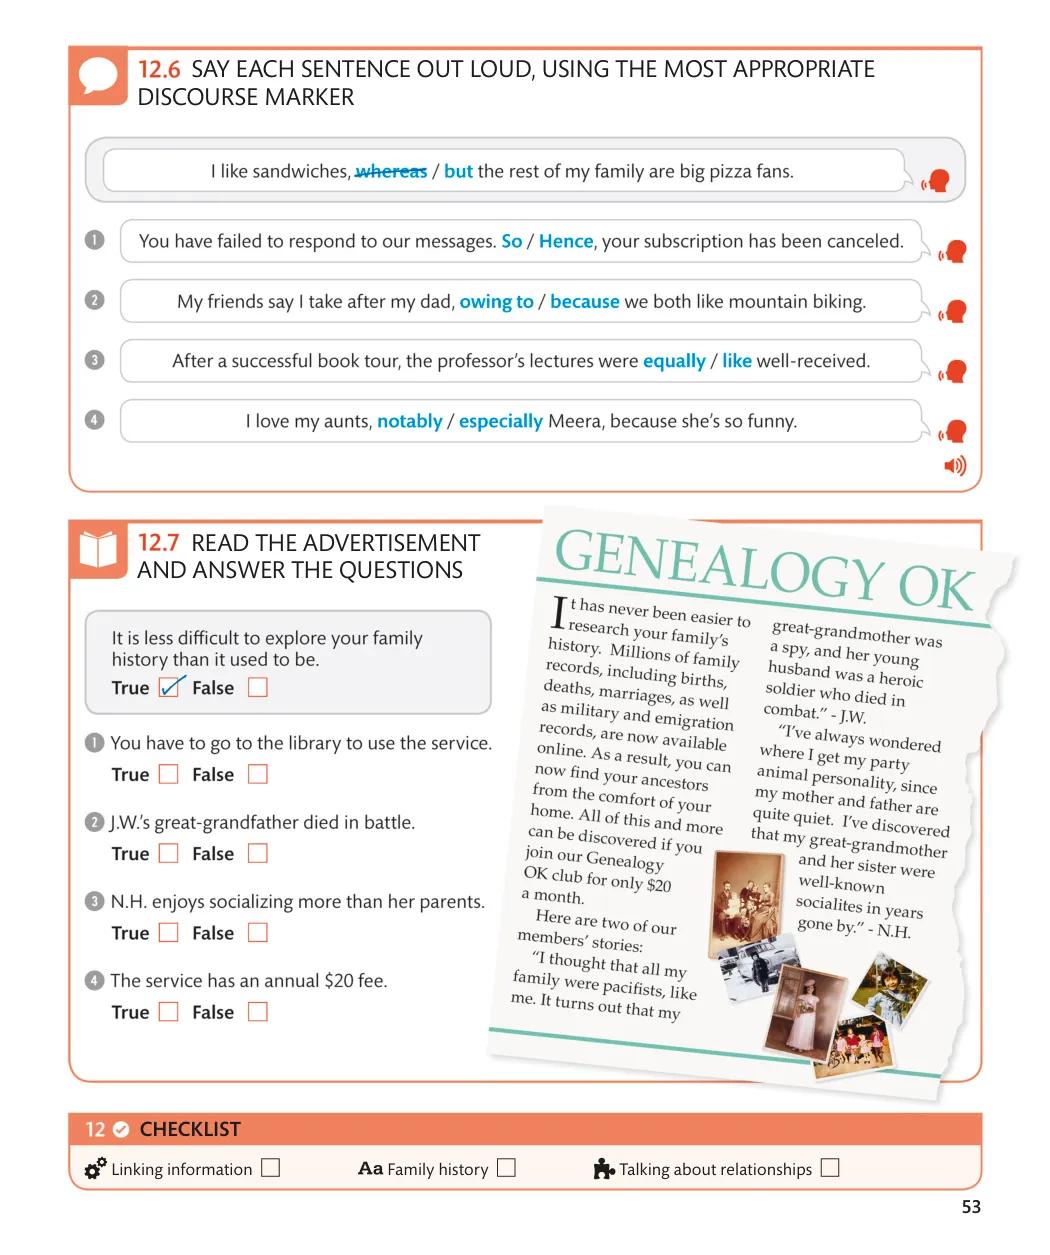 12.6 SAY EACH SENTENCE OUT LOUD, USING THE MOST APPROPRIATE
DISCOURSE MARKER
I like sandwiches, whereas / but the rest of my family are big pizza fans.
1 You have failed to respond to our messages. So / Hence, your subscription has been canceled.
2 My friends say I take after my dad, owing to / because we both like mountain biking.
3 After a successful book tour, the professor's lectures were equally / like well-received.
4 I love my aunts, notably / especially Meera, because she's so funny.
12.7 READ THE ADVERTISEMENT
AND ANSWER THE QUESTIONS
It is less difficult to explore your family
history than it used to be.
True False
1 You have to go to the library to use the service.
True False
2 J.W.'s great-grandfather died in battle.
True False
3 N.H. enjoys socializing more than her parents.
True False
4 The service has an annual $20 fee.
True False
GENEALOGY OK
It has never been easier to
research your family's
history. Millions of family
records, including births,
deaths, marriages, as well
as military and emigration
records, are now available
online. As a result, you can
now find your ancestors
from the comfort of your
home. All of this and more
can be discovered if you
join our Genealogy
OK club for only $20
a month.
Here are two of our
members' stories:
"I thought that all my
family were pacifists, like
me. It turns out that my
great-grandmother was
a spy, and her young
husband was a heroic
soldier who died in
combat." - J.W.
"I've always wondered
where I get my party
animal personality, since
my mother and father are
quite quiet. I've discovered
that my great-grandmother
and her sister were
well-known
socialites in years
gone by." - N.H.
12 CHECKLIST
Linking information
Aa Family history
Talking about relationships
53